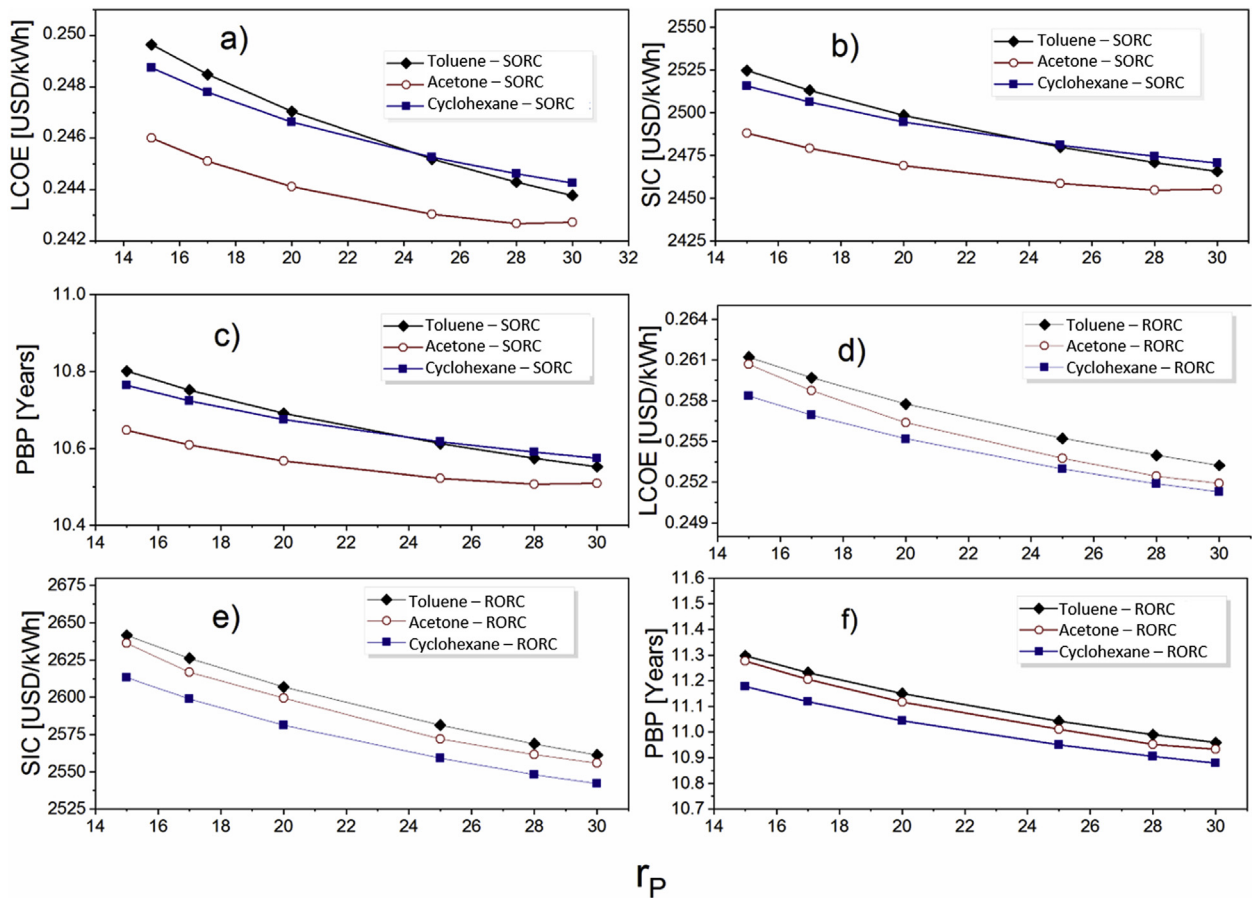 a)
LCOE [USD/kWh]
0.250
0.248
0.246
0.244
0.242
Toluene – SORC
Acetone – SORC
Cyclohexane – SORC
14 16 18 20 22 24 26 28 30 32
b)
SIC [USD/kWh]
2550
2525
2500
2475
2450
2425
Toluene – SORC
Acetone – SORC
Cyclohexane – SORC
14 16 18 20 22 24 26 28 30
c)
PBP [Years]
11.0
10.8
10.6
10.4
Toluene – SORC
Acetone – SORC
Cyclohexane – SORC
14 16 18 20 22 24 26 28 30
d)
LCOE [USD/kWh]
0.264
0.261
0.258
0.255
0.252
0.249
Toluene – RORC
Acetone – RORC
Cyclohexane – RORC
14 16 18 20 22 24 26 28 30
e)
SIC [USD/kWh]
2675
2650
2625
2600
2575
2550
2525
Toluene – RORC
Acetone – RORC
Cyclohexane – RORC
14 16 18 20 22 24 26 28 30
f)
PBP [Years]
11.6
11.5
11.4
11.3
11.2
11.1
11.0
10.9
10.8
10.7
Toluene – RORC
Acetone – RORC
Cyclohexane – RORC
14 16 18 20 22 24 26 28 30
rP